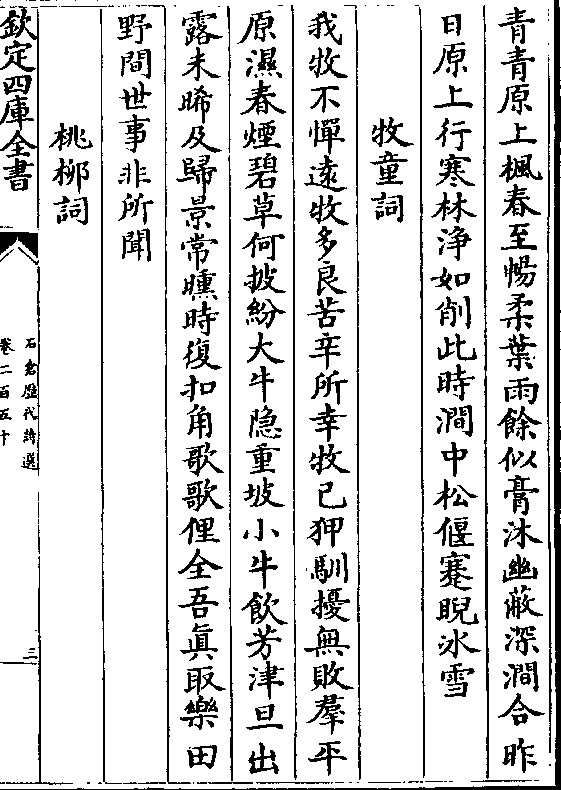 青青原上楓春至暢柔葉雨餘似膏沐幽蔽深澗合昨
日原上行寒林淨如削此時澗中松偃蹇睨冰雪
牧童詞
我牧不憚遠牧多良苦辛所幸牧已狎馴擾無敗羣平
原濕春煙碧草何披紛大牛隐重坡小牛飲芳津旦出
露未晞及歸景常曛時復扣角歌歌俚全吾眞取樂田
野間世事非所聞
桃柳詞
欽定四庫全書
石倉歷代詩選
卷二百五十
三